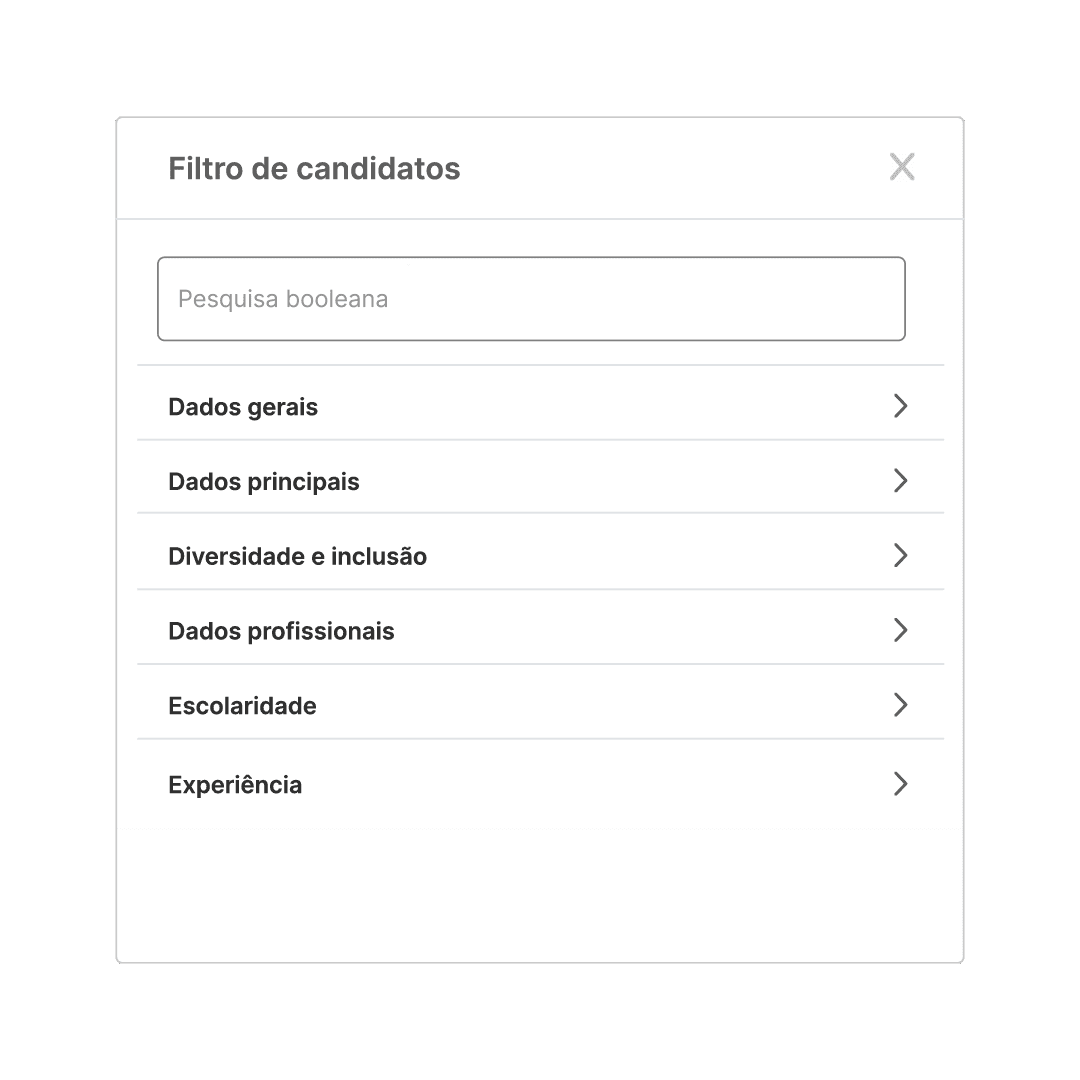 Filtro de candidatos
Pesquisa booleana
Dados gerais
Dados principais
Diversidade e inclusão
Dados profissionais
Escolaridade
Experiência